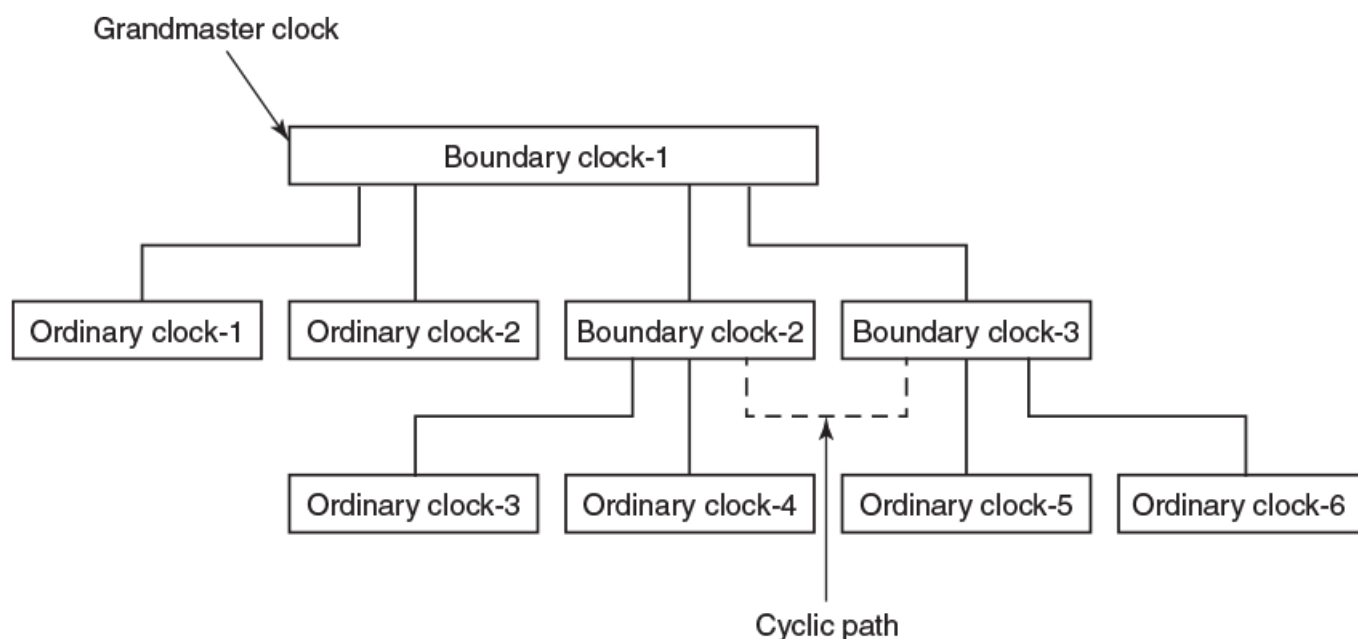 Grandmaster clock
Boundary clock-1
Ordinary clock-1
Ordinary clock-2
Boundary clock-2
Boundary clock-3
Ordinary clock-3
Ordinary clock-4
Ordinary clock-5
Ordinary clock-6
Cyclic path